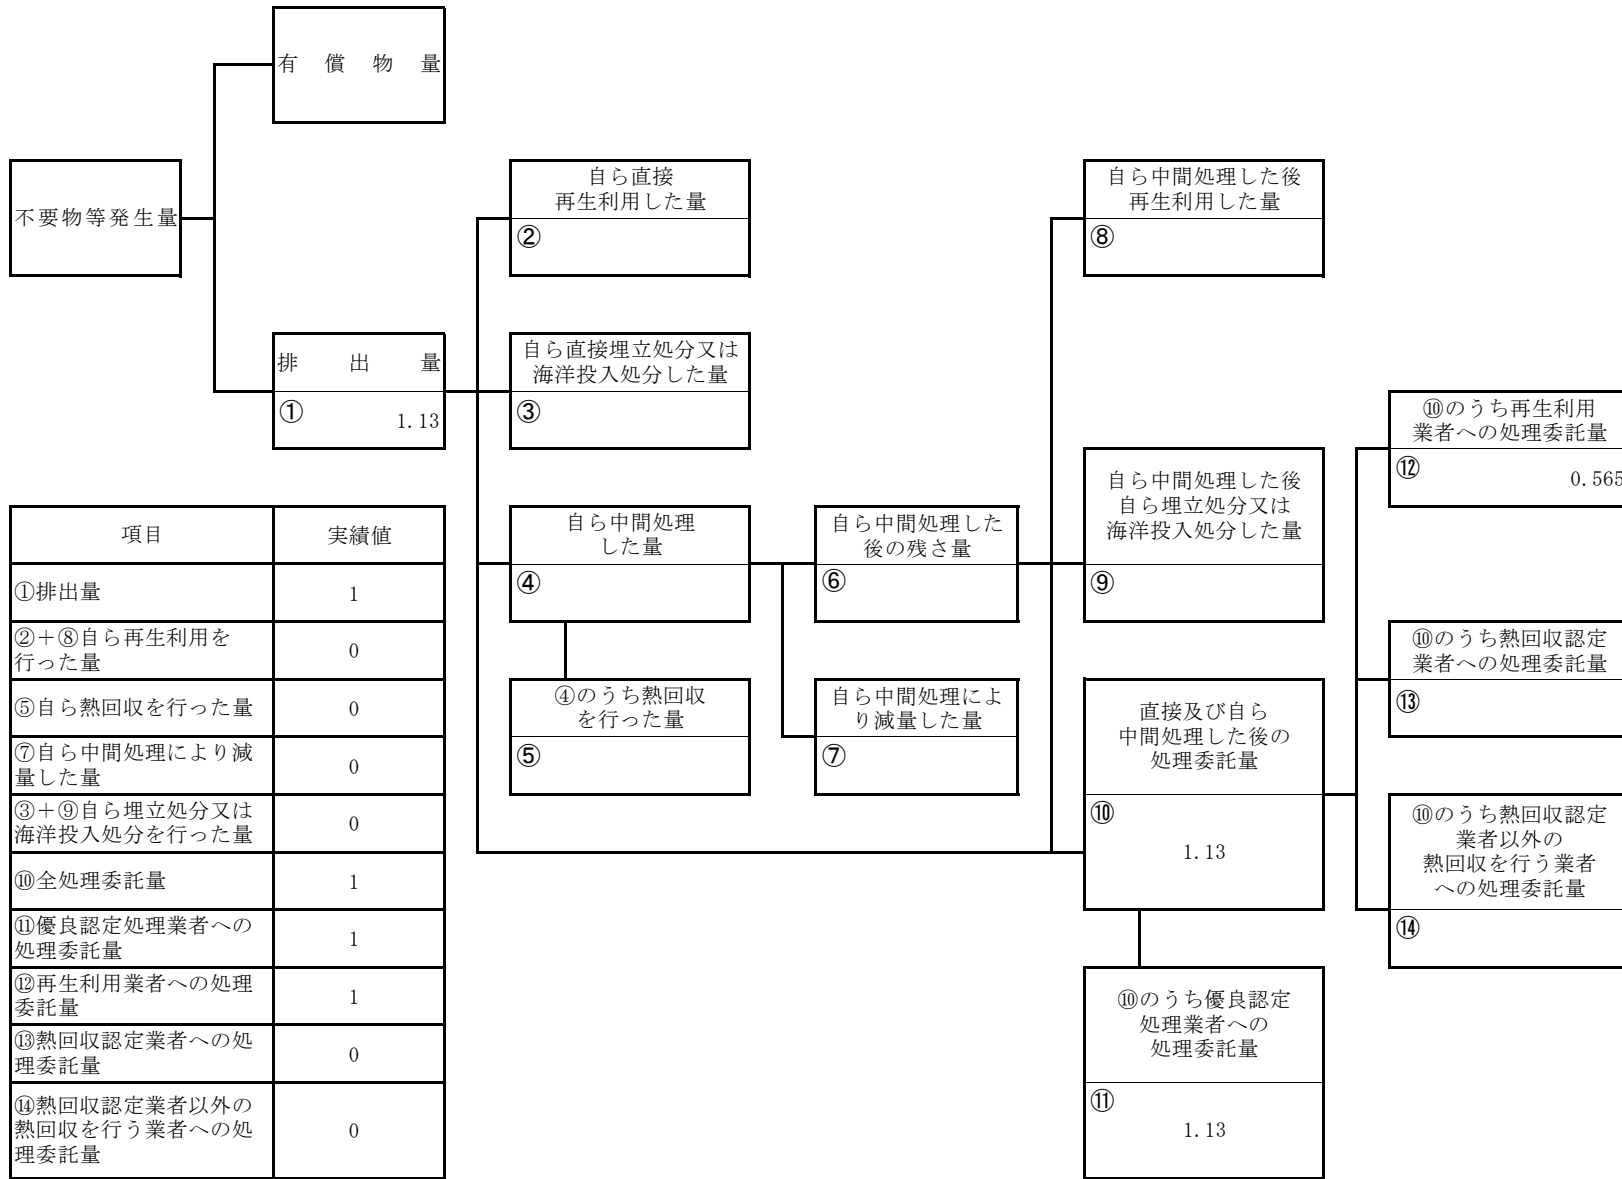 有償物量
不要物等発生量
自ら直接
再生利用した量
②
自ら中間処理した後
再生利用した量
⑧
排出量
① 1.13
自ら直接埋立処分又は
海洋投入処分した量
③
⑩のうち再生利用
業者への処理委託量
⑫ 0.565
自ら中間処理した後
自ら埋立処分又は
海洋投入処分した量
⑨
自ら中間処理
した量
④
自ら中間処理した
後の残さ量
⑥
⑩のうち熱回収認定
業者への処理委託量
⑬
④のうち熱回収
を行った量
⑤
自ら中間処理によ
り減量した量
⑦
直接及び自ら
中間処理した後の
処理委託量
⑩
1.13
⑩のうち熱回収認定
業者以外の
熱回収を行う業者
への処理委託量
⑭
⑩のうち優良認定
処理業者への
処理委託量
⑪
1.13
項目 実績値
①排出量 1
②+⑧自ら再生利用を
行った量 0
⑤自ら熱回収を行った量 0
⑦自ら中間処理により減
量した量 0
③+⑨自ら埋立処分又は
海洋投入処分を行った量 0
⑩全処理委託量 1
⑪優良認定処理業者への
処理委託量 1
⑫再生利用業者への処理
委託量 1
⑬熱回収認定業者への処
理委託量 0
⑭熱回収認定業者以外の
熱回収を行う業者への処
理委託量 0